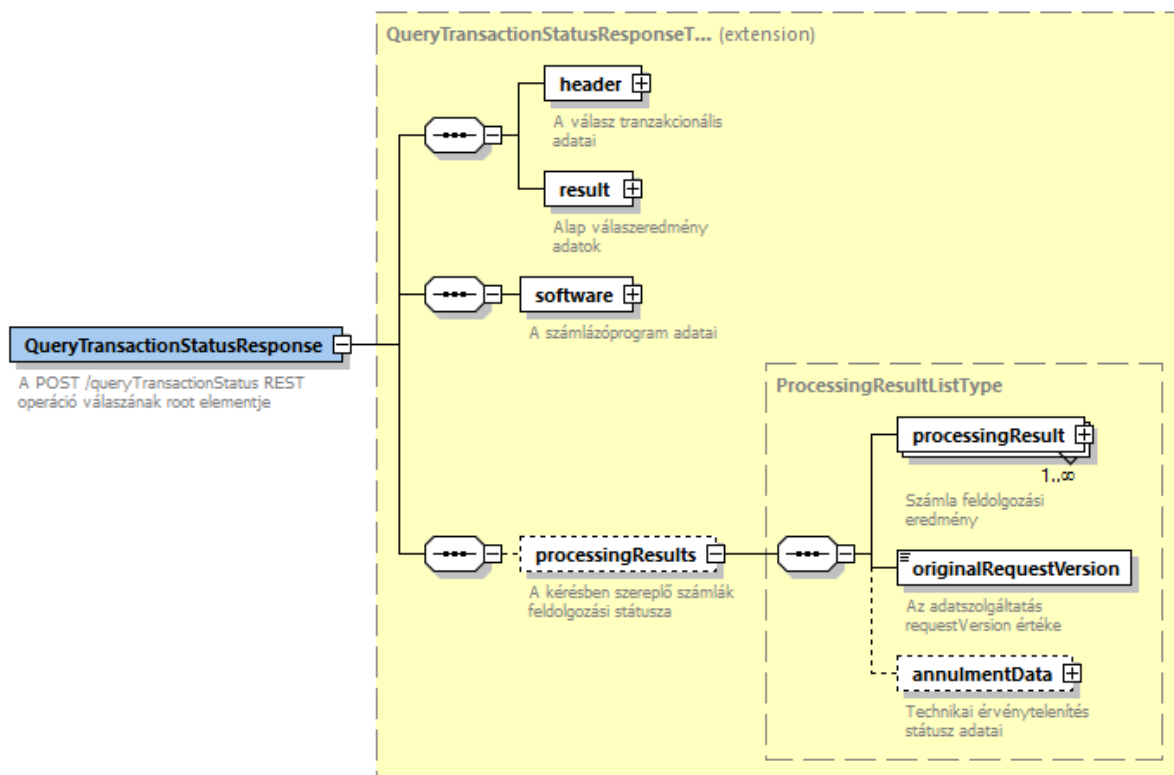 QueryTransactionStatusResponseT... (extension)
header
A válasz tranzakcionális
adatai
result
Alap válaszeredmény
adatok
software
A számlázóprogram adatai
QueryTransactionStatusResponse
A POST /queryTransactionStatus REST
operáció válaszának root elementje
ProcessingResultListType
processingResult
1..∞
Számla feldolgozási
eredmény
processingResults
A kérésben szereplő számlák
feldolgozási státusza
originalRequestVersion
Az adatszolgáltatás
requestVersion értéke
annulmentData
Technikai érvénytelenítés
státusz adatai